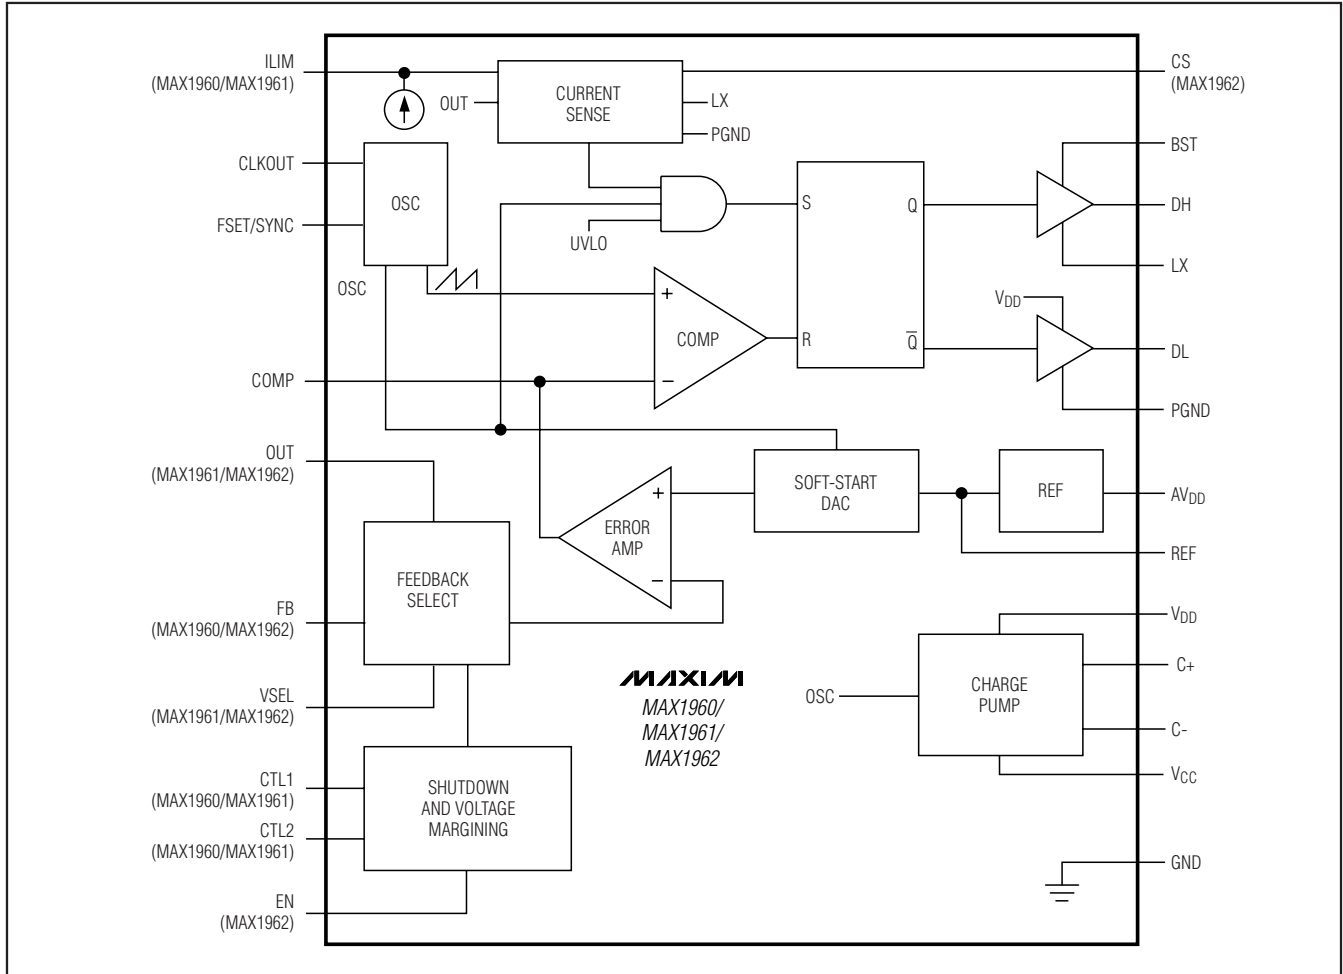 ILIM
(MAX1960/MAX1961)
OUT
CURRENT
SENSE
LX
PGND
CS
(MAX1962)
BST
CLKOUT
OSC
FSET/SYNC
UVLO
S
Q
DH
LX
OSC
+
COMP
−
R
Q̅
VDD
DL
COMP
PGND
OUT
(MAX1961/MAX1962)
ERROR
AMP
+
−
SOFT-START
DAC
REF
AVDD
REF
FEEDBACK
SELECT
FB
(MAX1960/MAX1962)
VSEL
(MAX1961/MAX1962)
MAXIM
MAX1960/
MAX1961/
MAX1962
OSC
CHARGE
PUMP
VDD
C+
C-
VCC
CTL1
(MAX1960/MAX1961)
CTL2
(MAX1960/MAX1961)
SHUTDOWN
AND VOLTAGE
MARGINING
EN
(MAX1962)
GND